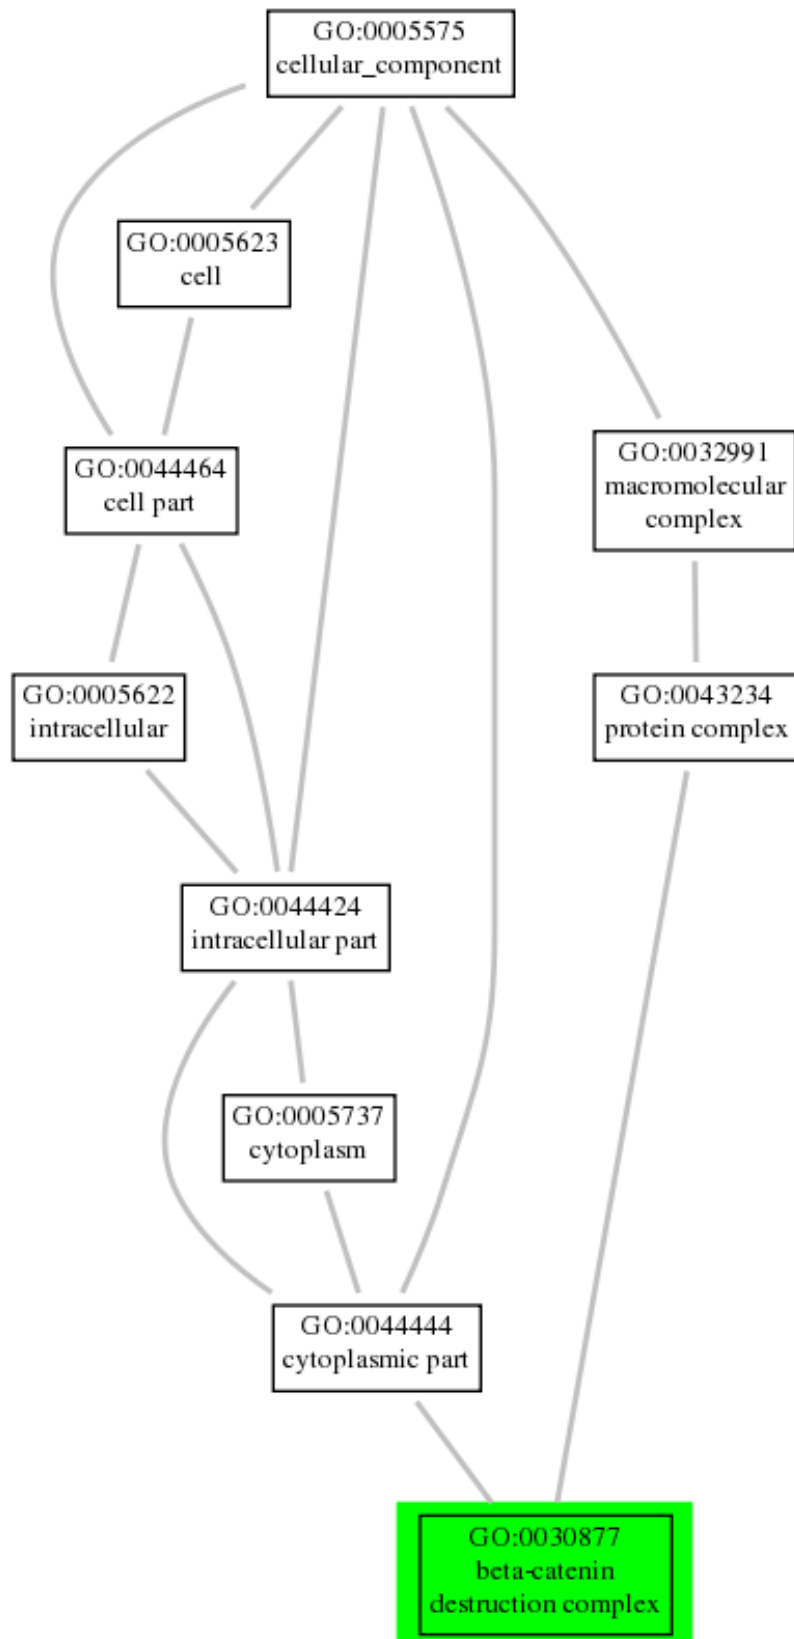 GO:0005575
cellular_component
GO:0005623
cell
GO:0044464
cell part
GO:0032991
macromolecular
complex
GO:0005622
intracellular
GO:0043234
protein complex
GO:0044424
intracellular part
GO:0005737
cytoplasm
GO:0044444
cytoplasmic part
GO:0030877
beta-catenin
destruction complex